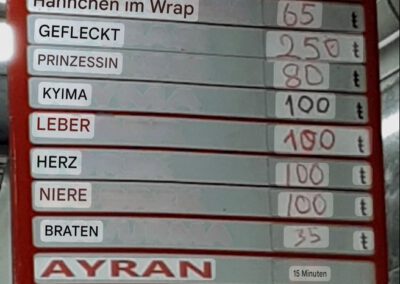 Hähnchen im Wrap 65 ₺
GEFLECKT 250 ₺
PRINZESSIN 80 ₺
KYIMA 100 ₺
LEBER 100 ₺
HERZ 100 ₺
NIERE 100 ₺
BRATEN 35 ₺
AYRAN 15 Minuten